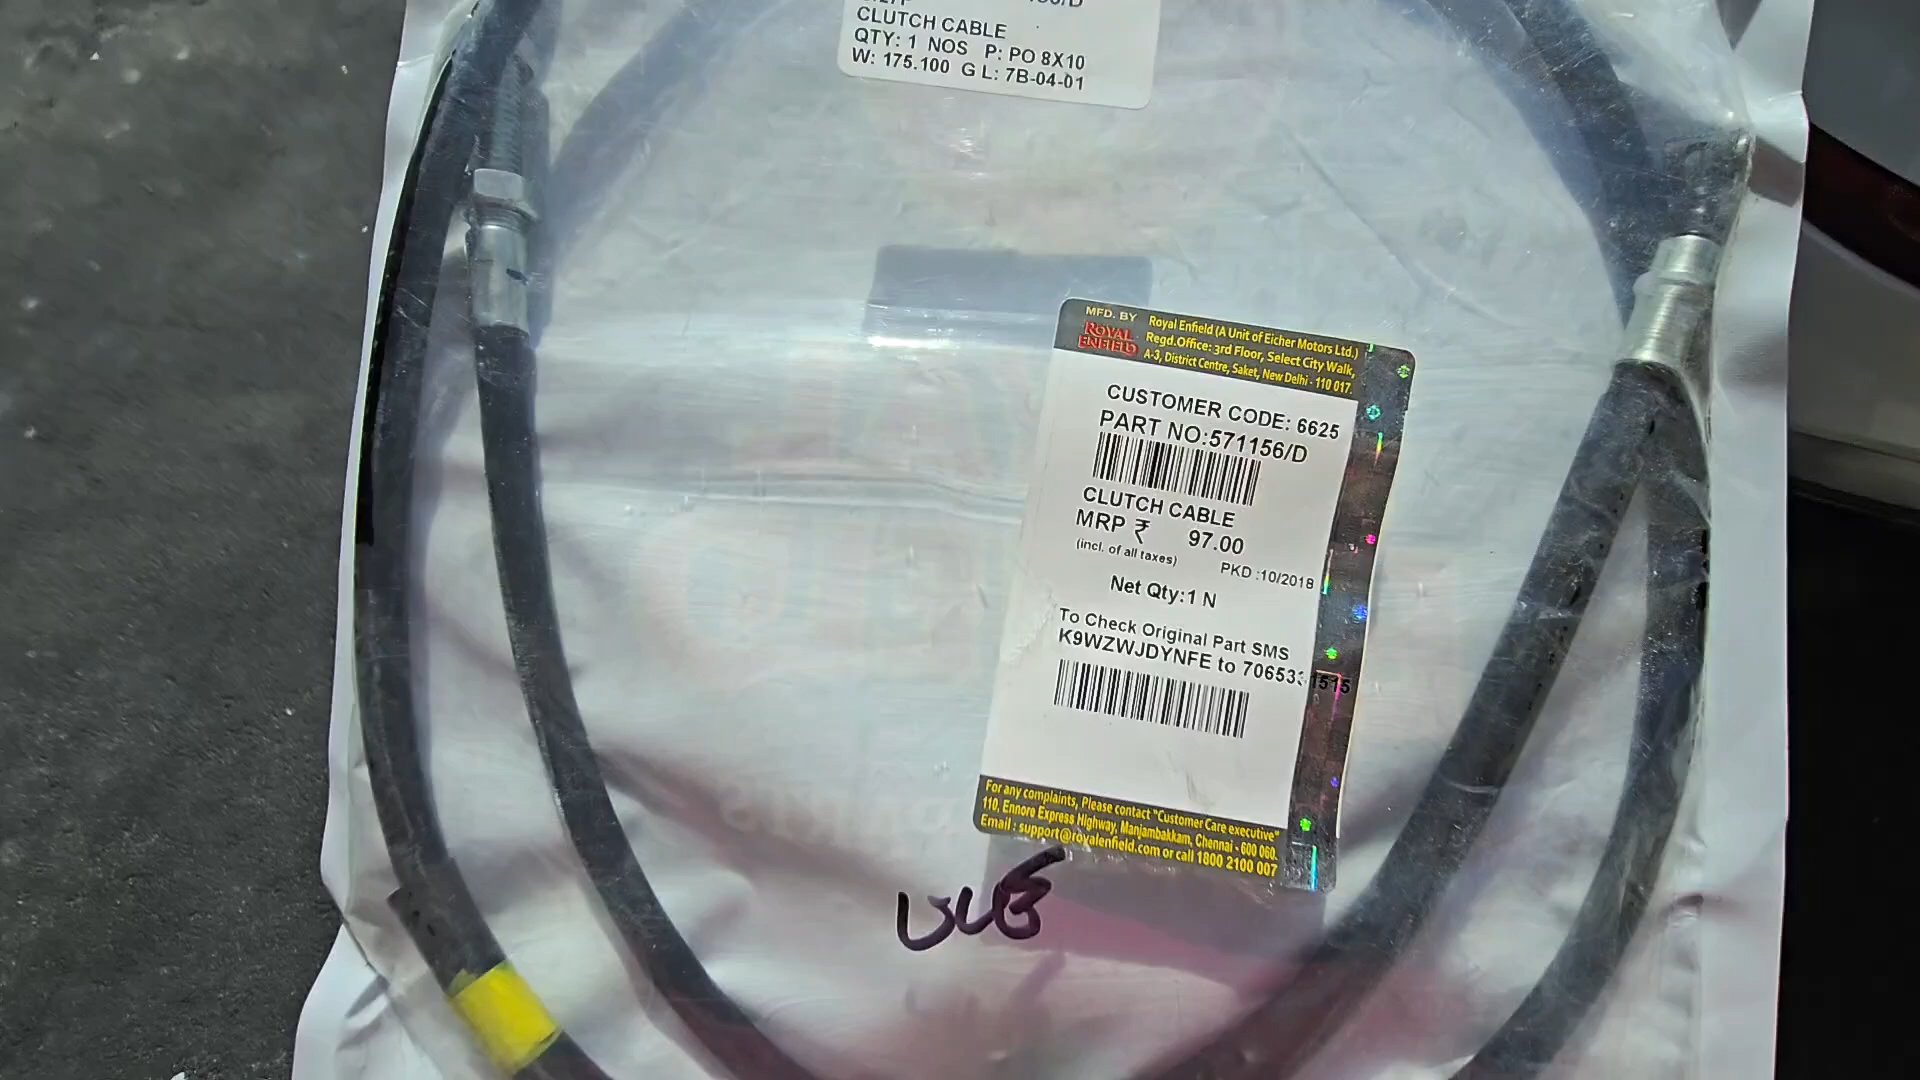 CLUTCH CABLE
QTY: 1 NOS P: PO 8X10
W: 175.100 G L: 7B-04-01
MFD. BY
ROYAL
ENFIELD
Royal Enfield (A Unit of Eicher Motors Ltd.)
Regd.Office: 3rd Floor, Select City Walk,
A-3, District Centre, Saket, New Delhi - 110 017.
CUSTOMER CODE: 6625
PART NO:571156/D
CLUTCH CABLE
MRP ₹ 97.00
(incl. of all taxes)
PKD :10/2018
Net Qty:1 N
To Check Original Part SMS
K9WZWJDYNFE to 7065331515
For any complaints, Please contact "Customer Care executive"
110, Ennore Express Highway, Manjambakkam, Chennai - 600 060.
Email : support@royalenfield.com or call 1800 2100 007